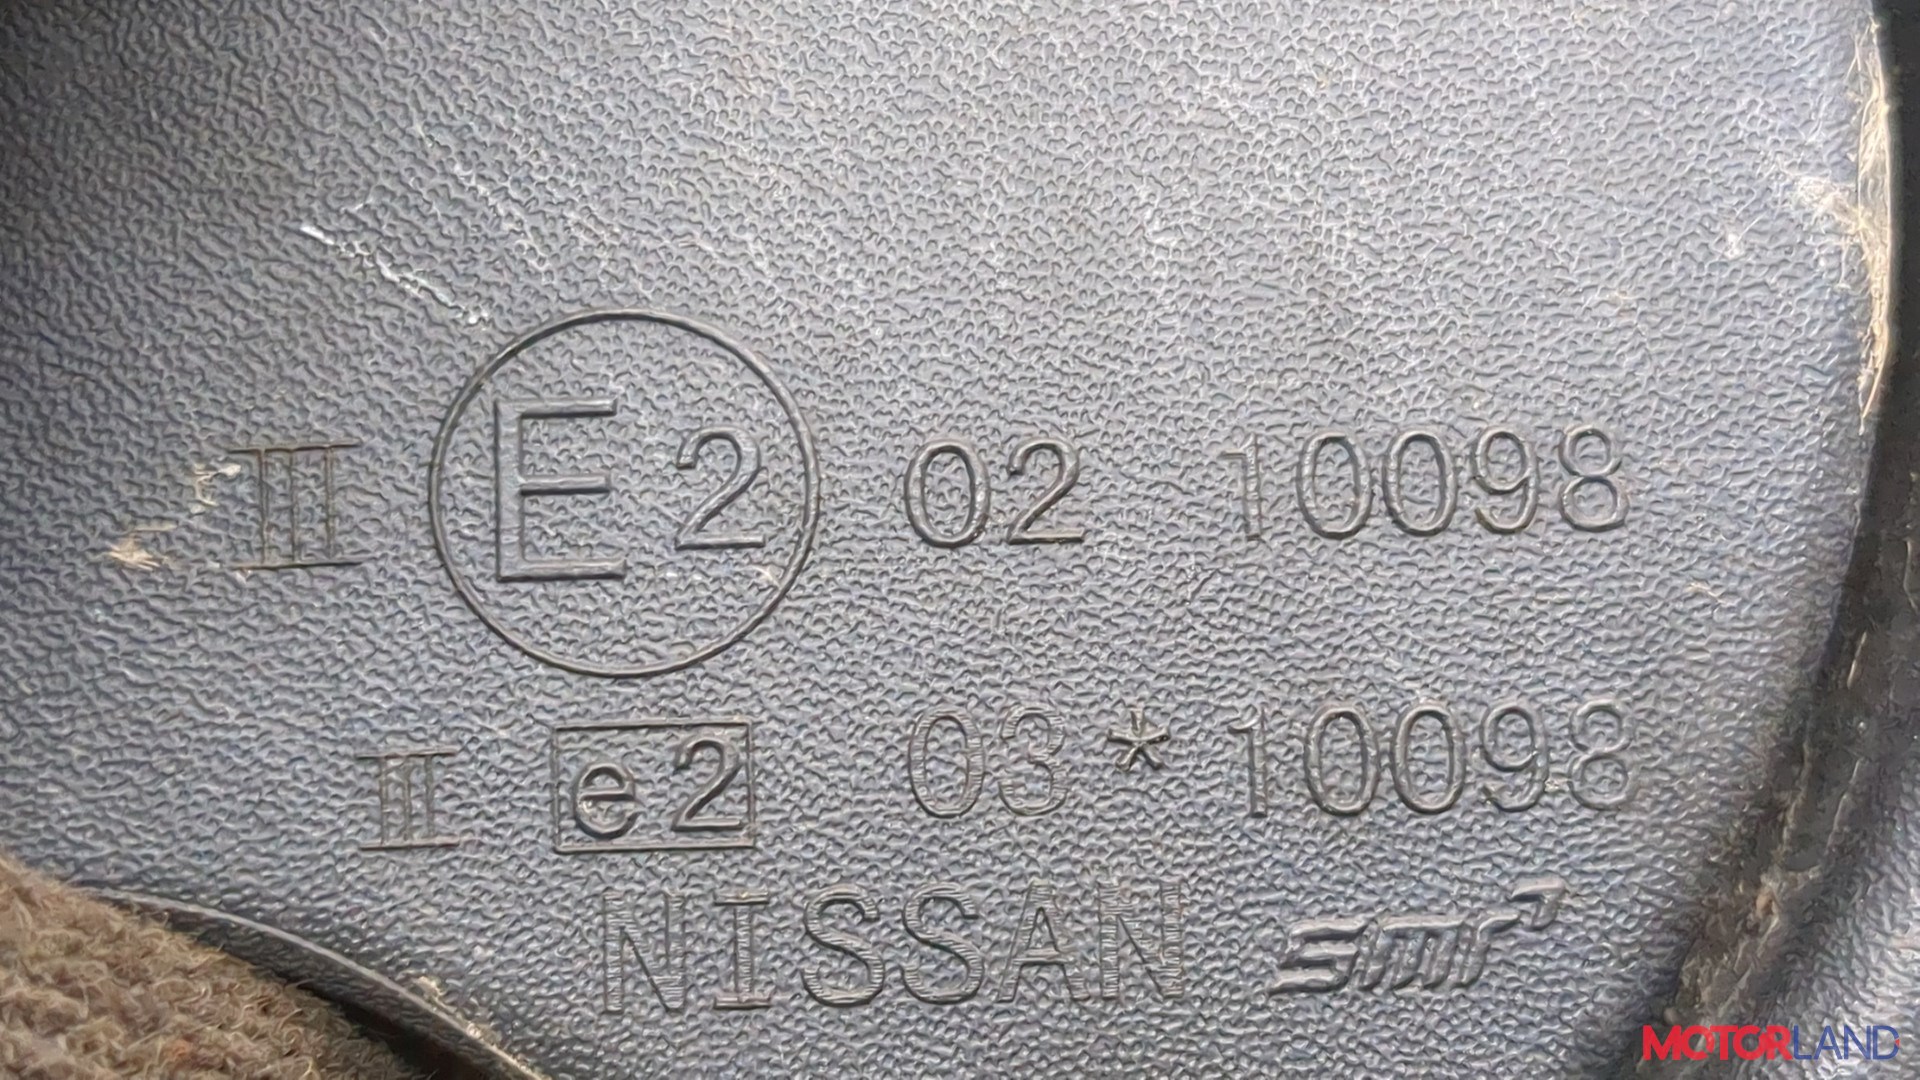 III E2 02 10098
III e2 03*10098
NISSAN smr
MOTORLAND